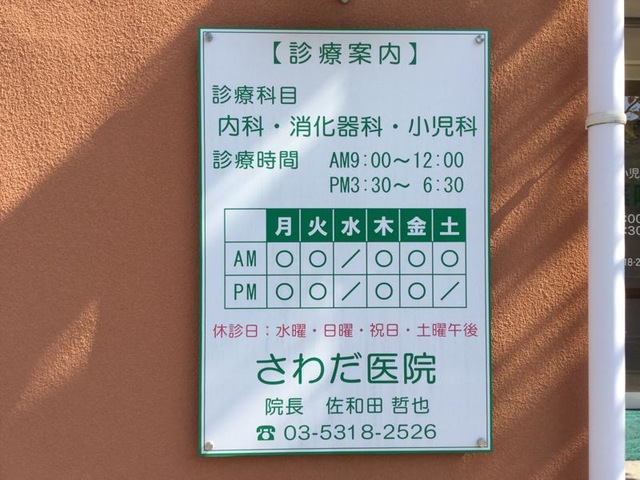 【診療案内】
診療科目
内科・消化器科・小児科
診療時間 AM9:00〜12:00
PM3:30〜 6:30
月 火 水 木 金 土
AM ○ ○ ／ ○ ○ ○
PM ○ ○ ／ ○ ○ ／
休診日：水曜・日曜・祝日・土曜午後
さわだ医院
院長 佐和田 哲也
☎ 03-5318-2526